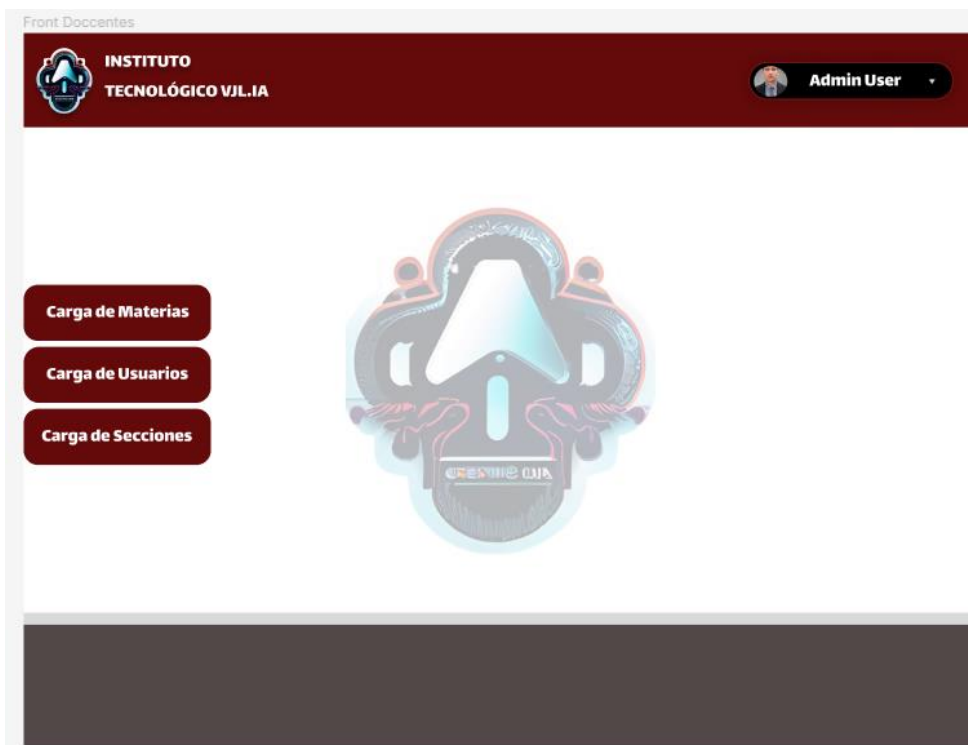 Front Doccentes
INSTITUTO
TECNOLÓGICO VJL.IA
Admin User
Carga de Materias
Carga de Usuarios
Carga de Secciones